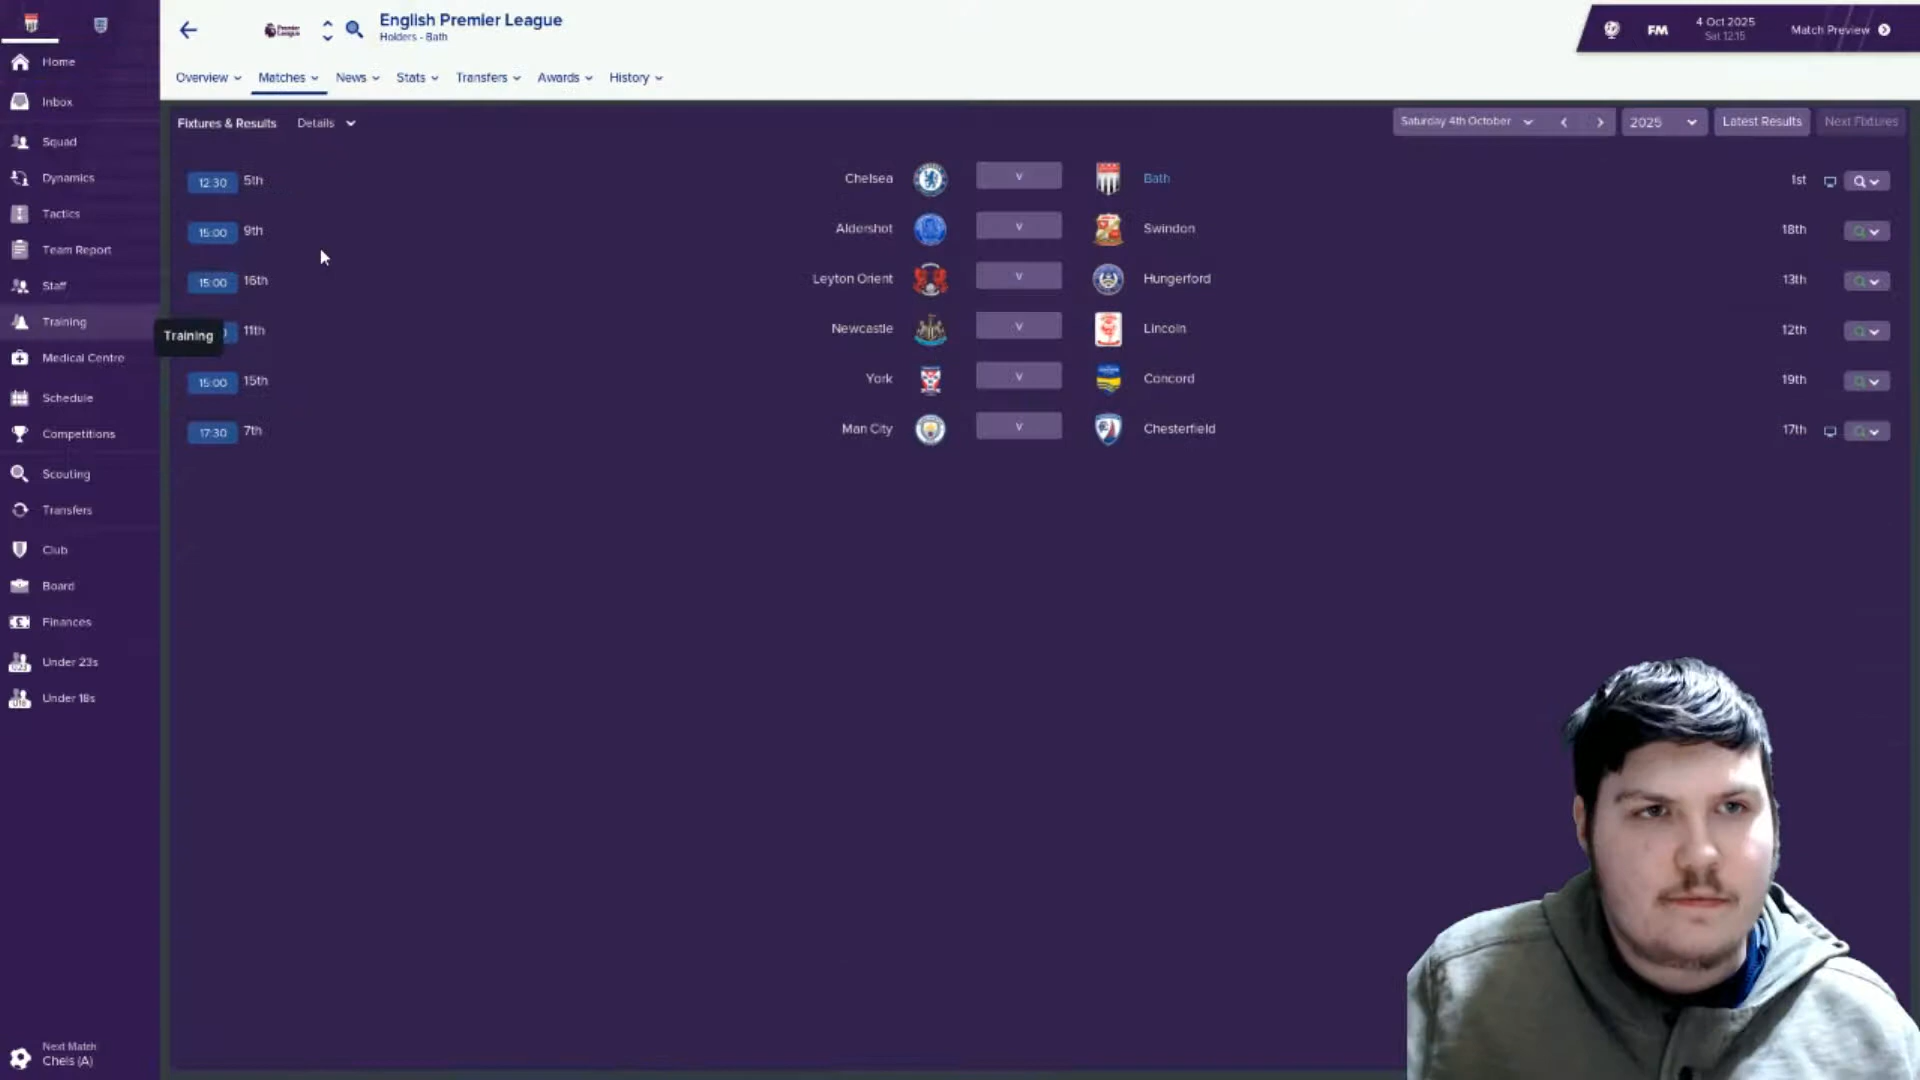 English Premier League
Holders - Bath
FM
4 Oct 2025
Sat 12:15
Match Preview
Overview
Matches
News
Stats
Transfers
Awards
History
Home
Inbox
Squad
Dynamics
Tactics
Team Report
Staff
Training
Medical Centre
Schedule
Competitions
Scouting
Transfers
Club
Board
Finances
Under 23s
Under 18s
Next Match
Chels (A)
Training
Fixtures & Results
Details
Saturday 4th October
2025
Latest Results
Next Fixtures
12:30 5th Chelsea v Bath 1st
15:00 9th Aldershot v Swindon 18th
15:00 16th Leyton Orient v Hungerford 13th
11th Newcastle v Lincoln 12th
15:00 15th York v Concord 19th
17:30 7th Man City v Chesterfield 17th